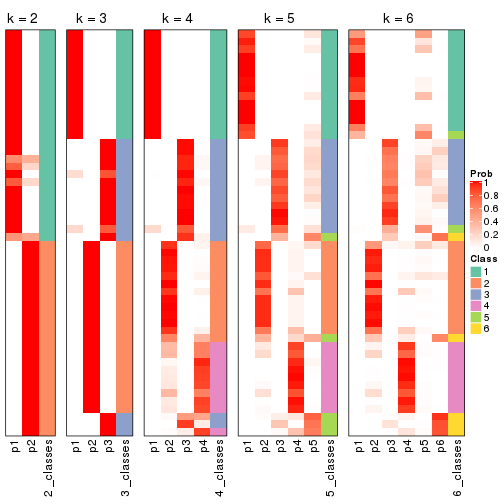 k = 2
k = 3
k = 4
k = 5
k = 6
p1
p2
2_classes
p1
p2
p3
3_classes
p1
p2
p3
p4
4_classes
p1
p2
p3
p4
p5
5_classes
p1
p2
p3
p4
p5
p6
6_classes
Prob
1
0.8
0.6
0.4
0.2
0
Class
1
2
3
4
5
6